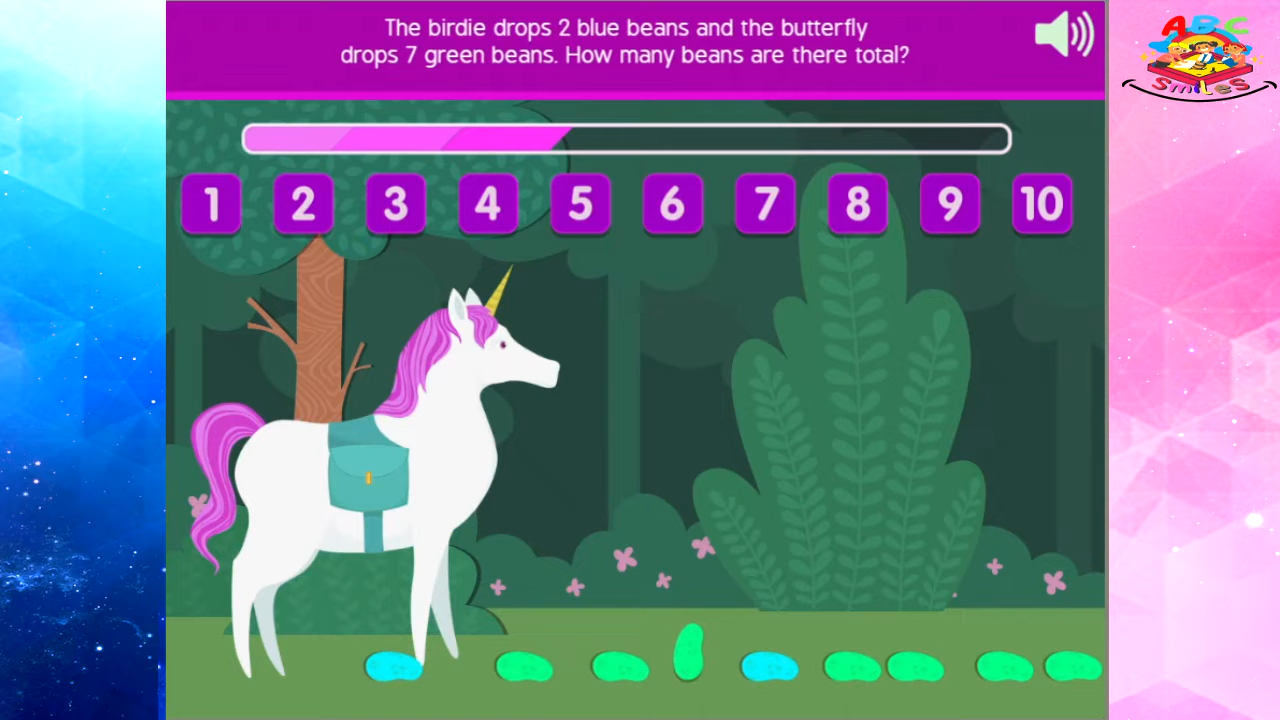 The birdie drops 2 blue beans and the butterfly
drops 7 green beans. How many beans are there total?
ABC
SmiLeS
1 2 3 4 5 6 7 8 9 10